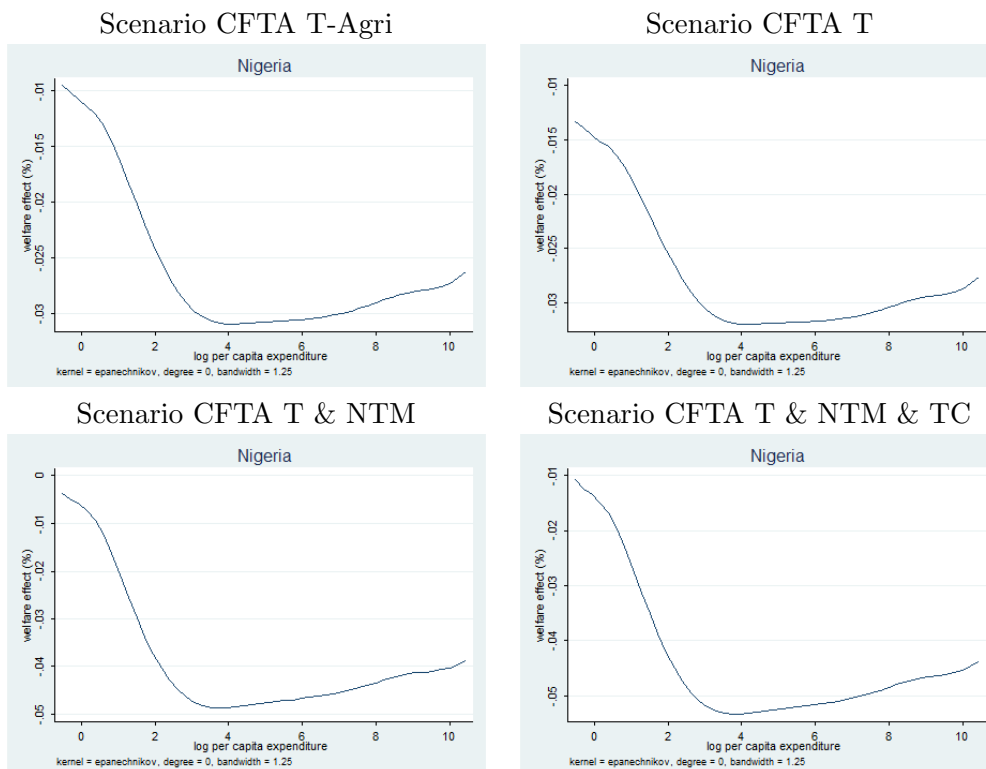 Scenario CFTA T-Agri
Nigeria
-.01
-.015
-.02
-.025
-.03
welfare effect (%)
0 2 4 6 8 10
log per capita expenditure
kernel = epanechnikov, degree = 0, bandwidth = 1.25
Scenario CFTA T
Nigeria
-.01
-.015
-.02
-.025
-.03
welfare effect (%)
0 2 4 6 8 10
log per capita expenditure
kernel = epanechnikov, degree = 0, bandwidth = 1.25
Scenario CFTA T & NTM
Nigeria
0
-.01
-.02
-.03
-.04
-.05
welfare effect (%)
0 2 4 6 8 10
log per capita expenditure
kernel = epanechnikov, degree = 0, bandwidth = 1.25
Scenario CFTA T & NTM & TC
Nigeria
-.01
-.02
-.03
-.04
-.05
welfare effect (%)
0 2 4 6 8 10
log per capita expenditure
kernel = epanechnikov, degree = 0, bandwidth = 1.25